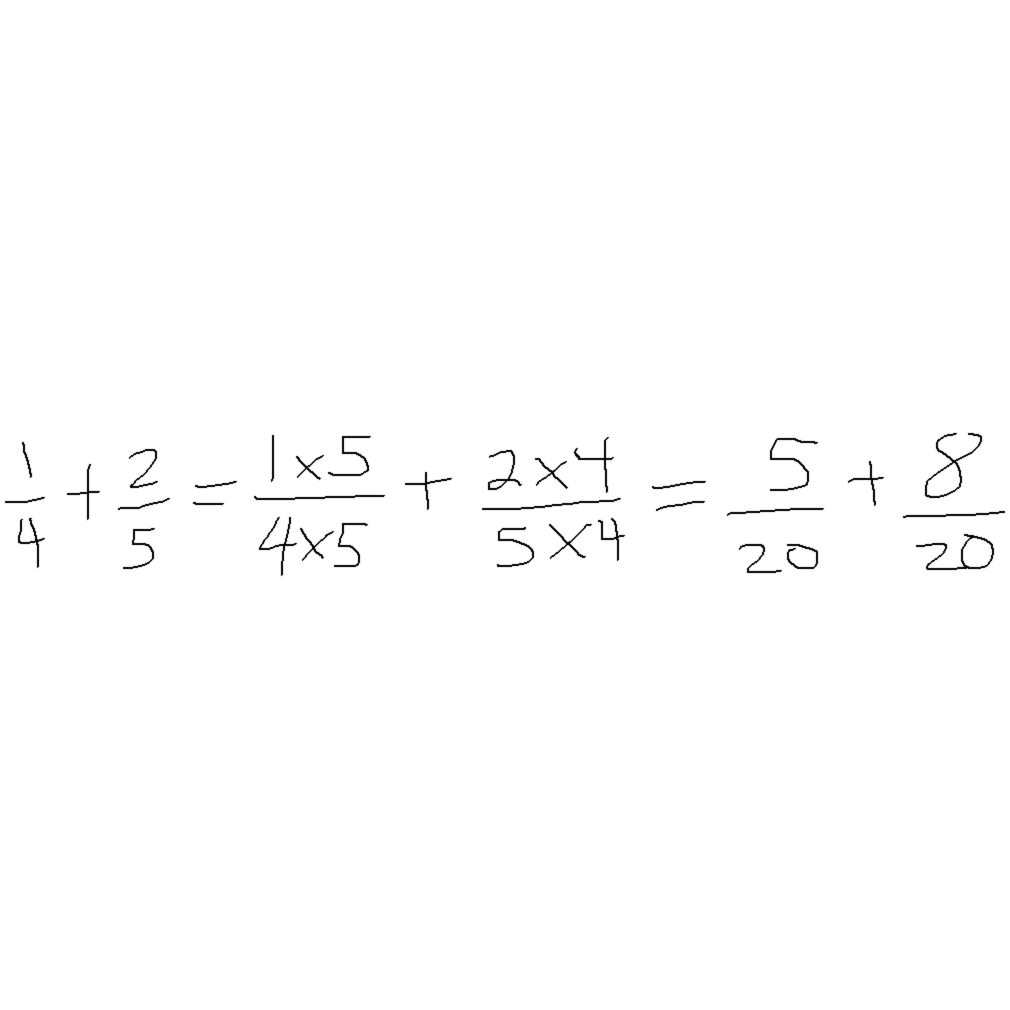 1/4 + 2/5 = 1x5/4x5 + 2x4/5x4 = 5/20 + 8/20